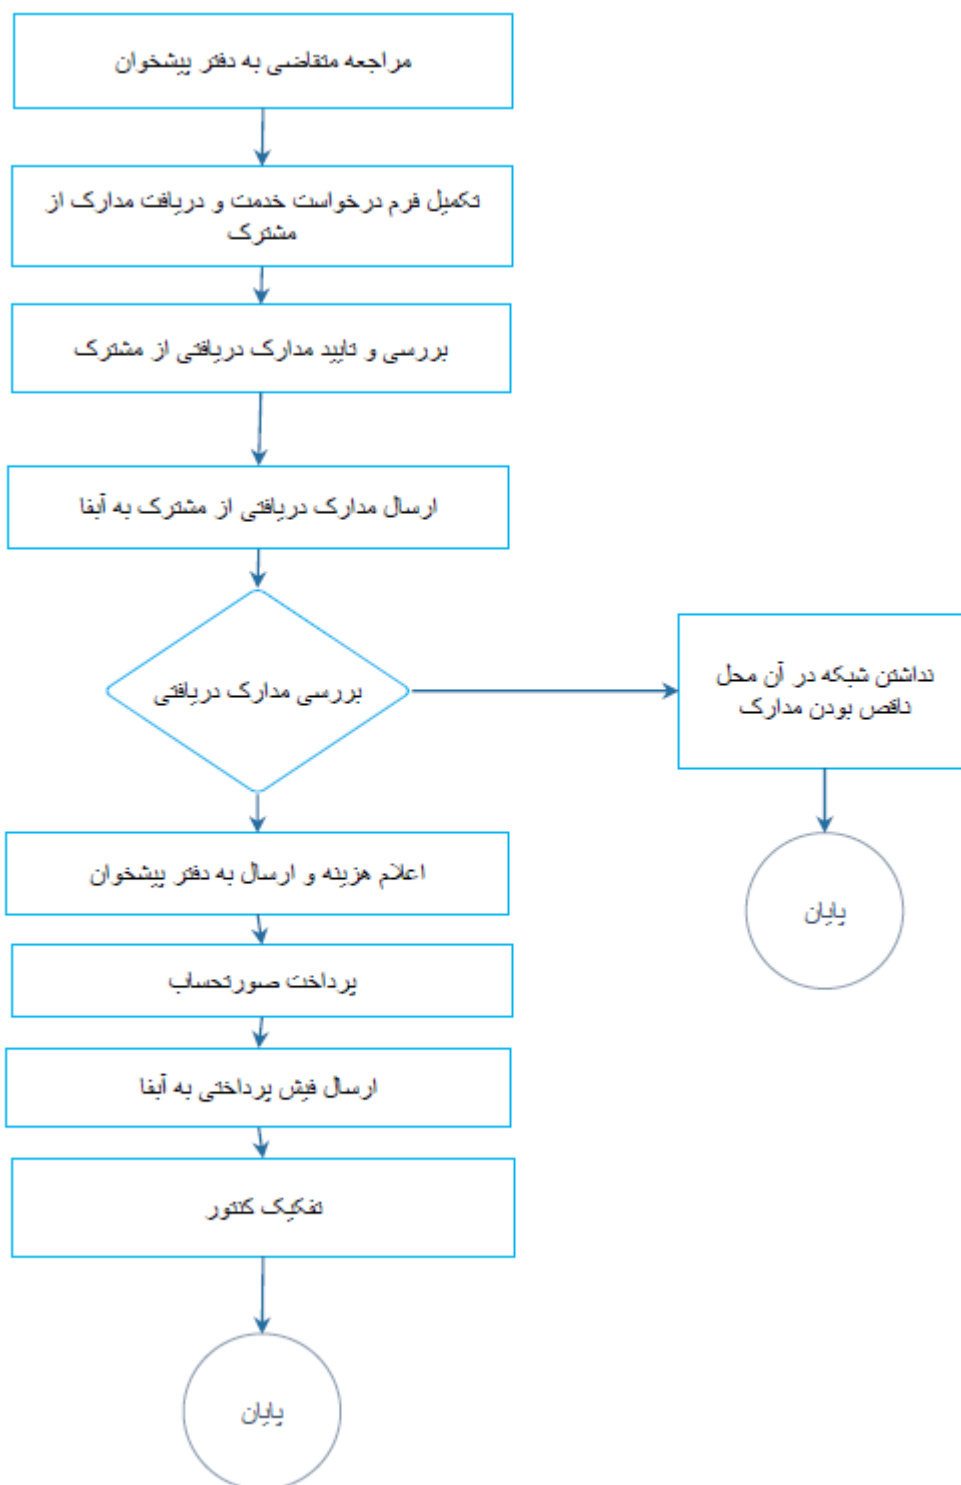 مراجعه متقاضی به دفتر پیشخوان
تکمیل فرم درخواست خدمت و دریافت مدارک از
مشترک
بررسی و تایید مدارک دریافتی از مشترک
ارسال مدارک دریافتی از مشترک به آبفا
بررسی مدارک دریافتی
نداشتن شبکه در آن محل
ناقص بودن مدارک
پایان
اعلام هزینه و ارسال به دفتر پیشخوان
پرداخت صورتحساب
ارسال فیش پرداختی به آبفا
تفکیک کنتور
پایان